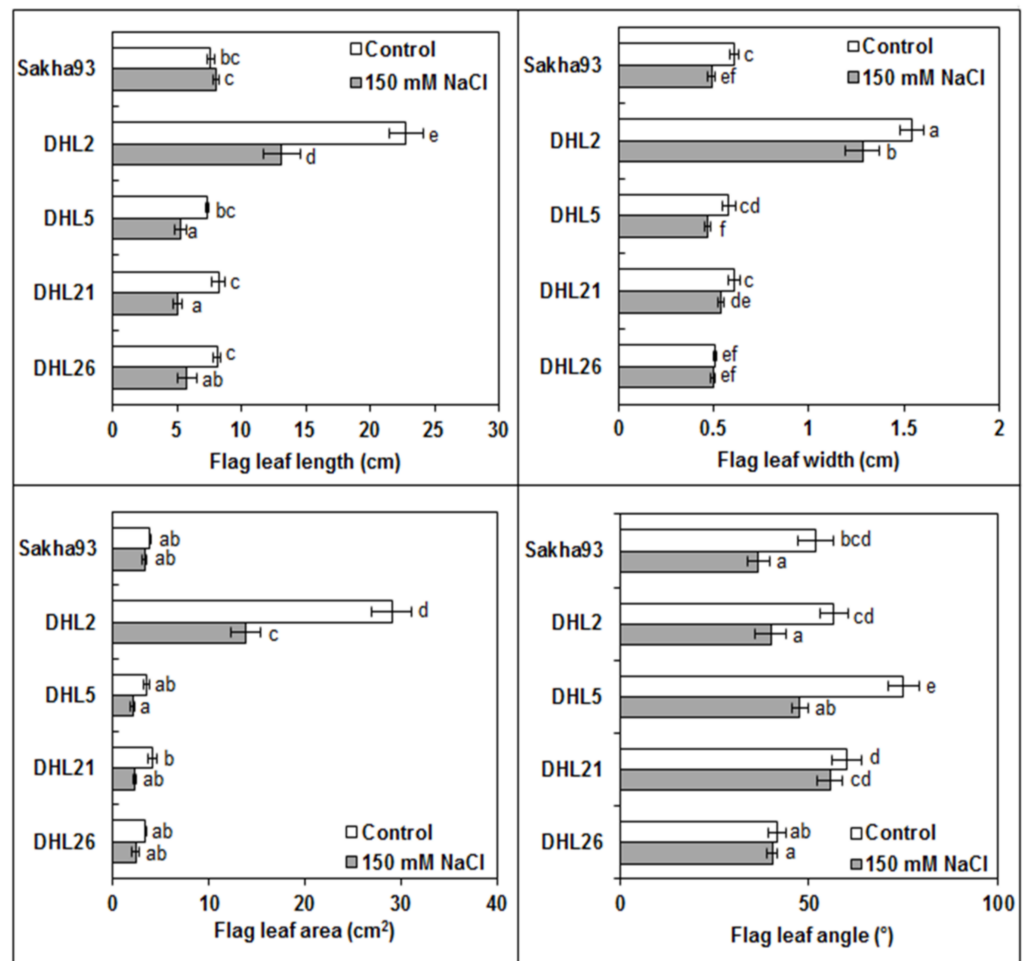 Control
150 mM NaCl
Sakha93 bc
c
DHL2 e
d
DHL5 bc
a
DHL21 c
a
DHL26 c
ab
0 5 10 15 20 25 30
Flag leaf length (cm)
Control
150 mM NaCl
Sakha93 c
ef
DHL2 a
b
DHL5 cd
f
DHL21 c
de
DHL26 ef
ef
0 0.5 1 1.5 2
Flag leaf width (cm)
Sakha93 ab
ab
DHL2 d
c
DHL5 ab
a
DHL21 b
ab
DHL26 ab
ab
Control
150 mM NaCl
0 10 20 30 40
Flag leaf area (cm²)
Sakha93 bcd
a
DHL2 cd
a
DHL5 e
ab
DHL21 d
cd
DHL26 ab
a
Control
150 mM NaCl
0 50 100
Flag leaf angle (°)